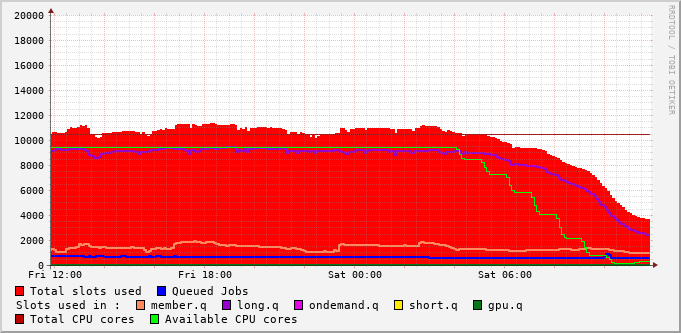 RRDTOOL / TOBI OETIKER
20000
18000
16000
14000
12000
10000
8000
6000
4000
2000
0
Fri 12:00 Fri 18:00 Sat 00:00 Sat 06:00
Total slots used Queued Jobs
Slots used in : member.q long.q ondemand.q short.q gpu.q
Total CPU cores Available CPU cores